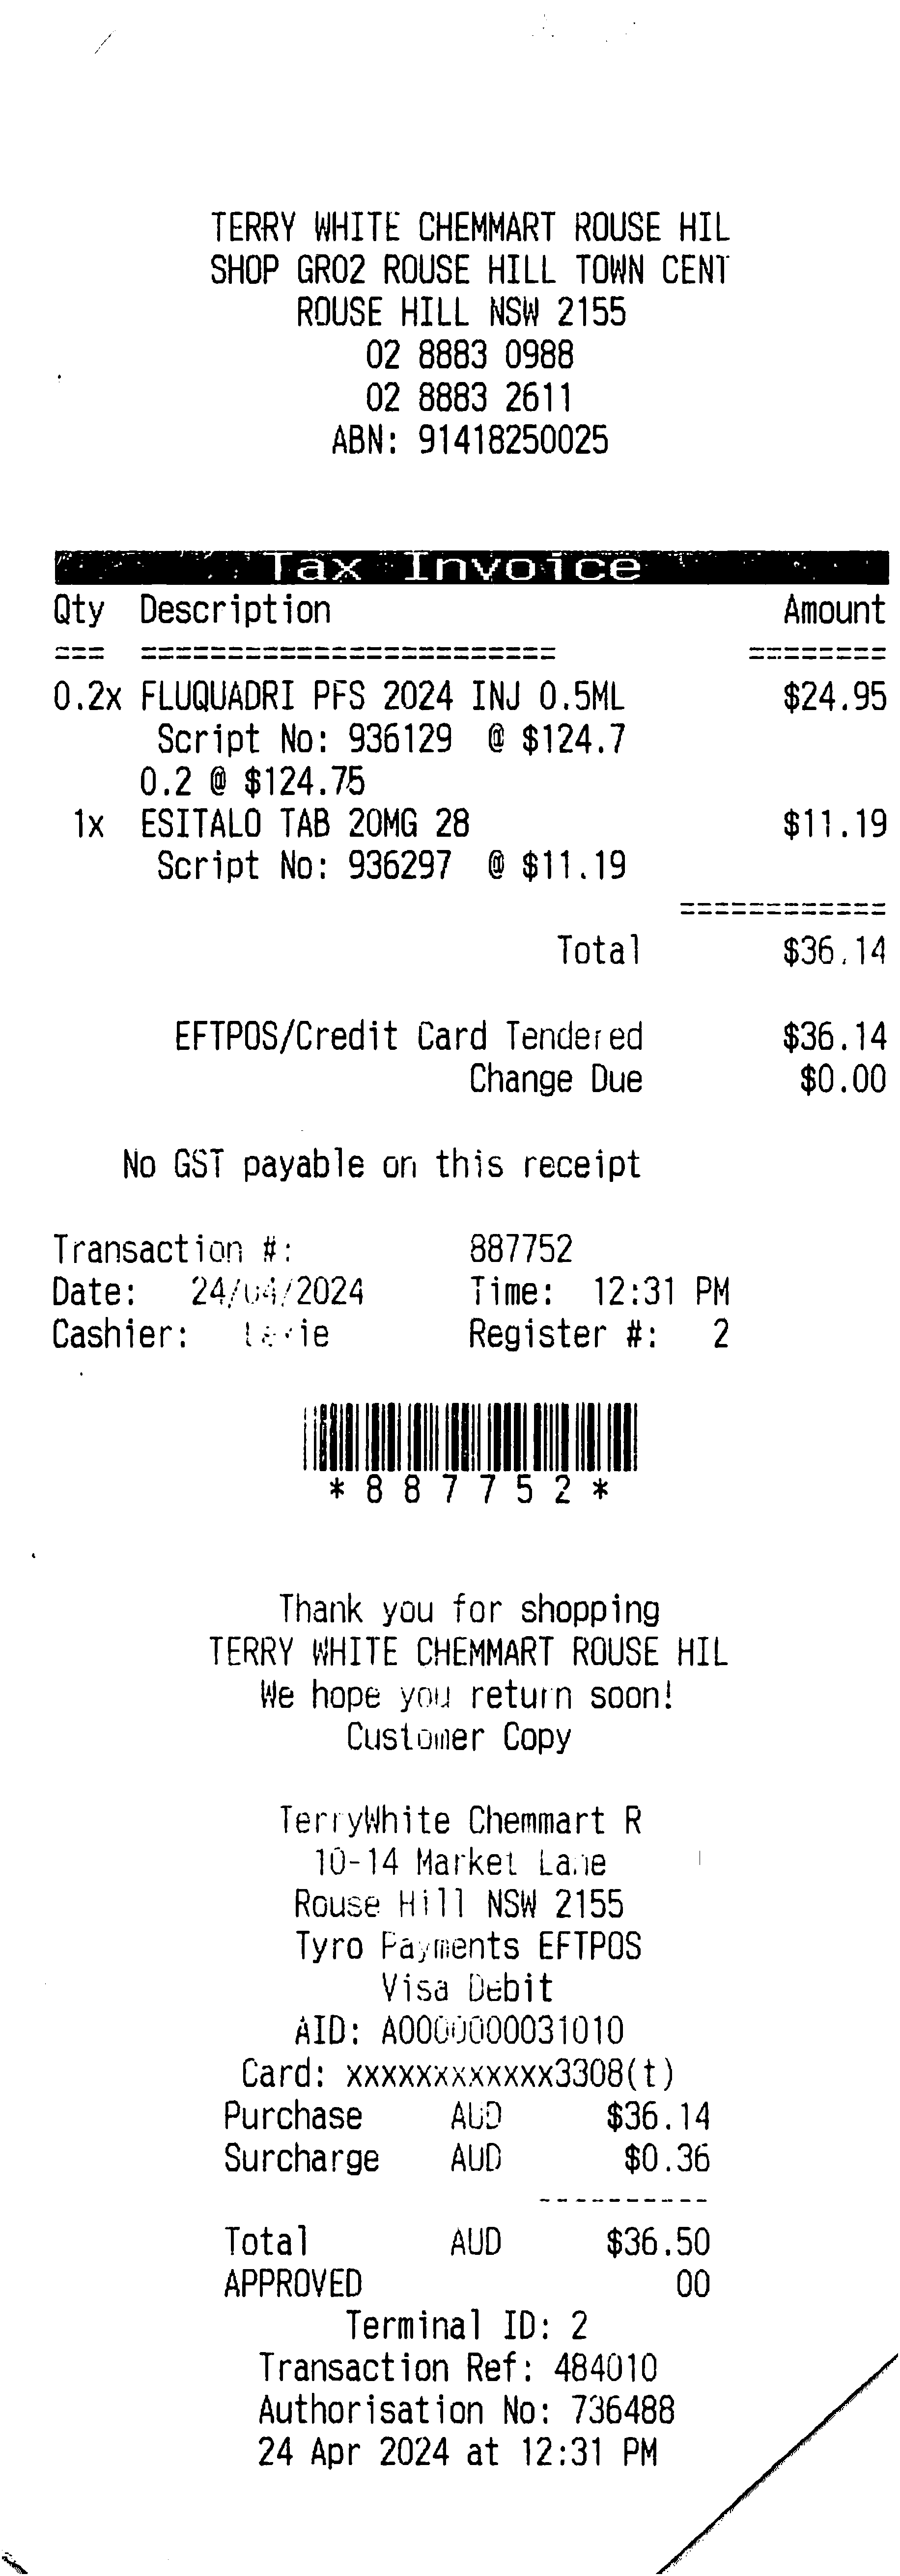 TERRY WHITE CHEMMART ROUSE HIL
SHOP GR02 ROUSE HILL TOWN CENT
ROUSE HILL NSW 2155
02 8883 0988
02 8883 2611
ABN: 91418250025
Tax Invoice
Qty Description Amount
=== ======================== ========
0.2x FLUQUADRI PFS 2024 INJ 0.5ML $24.95
Script No: 936129 @ $124.7
0.2 @ $124.75
1x ESITALO TAB 20MG 28 $11.19
Script No: 936297 @ $11.19
============
Total $36.14
EFTPOS/Credit Card Tendered $36.14
Change Due $0.00
No GST payable on this receipt
Transaction #: 887752
Date: 24/04/2024 Time: 12:31 PM
Cashier: Register #: 2
*887752*
Thank you for shopping
TERRY WHITE CHEMMART ROUSE HIL
We hope you return soon!
Customer Copy
TerryWhite Chemmart R
10-14 Market Lane
Rouse Hill NSW 2155
Tyro Payments EFTPOS
Visa Debit
AID: A0000000031010
Card: xxxxxxxxxxxx3308(t)
Purchase AUD $36.14
Surcharge AUD $0.36
----------
Total AUD $36.50
APPROVED 00
Terminal ID: 2
Transaction Ref: 484010
Authorisation No: 736488
24 Apr 2024 at 12:31 PM